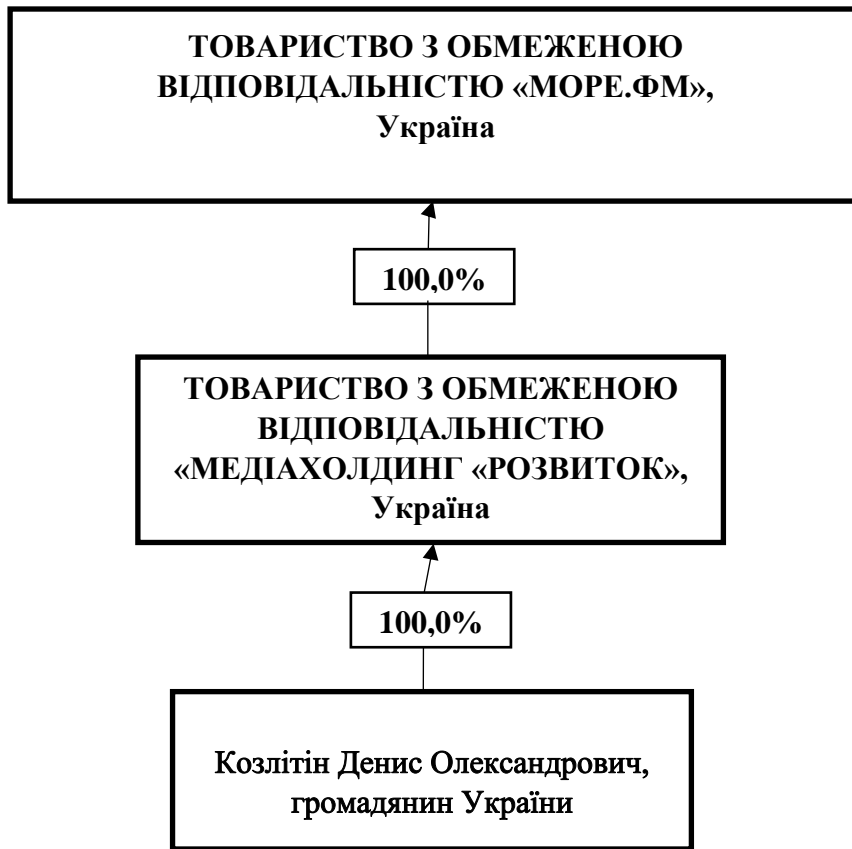 ТОВАРИСТВО З ОБМЕЖЕНОЮ
ВІДПОВІДАЛЬНІСТЮ «МОРЕ.ФМ»,
Україна
100,0%
ТОВАРИСТВО З ОБМЕЖЕНОЮ
ВІДПОВІДАЛЬНІСТЮ
«МЕДІАХОЛДИНГ «РОЗВИТОК»,
Україна
100,0%
Козлітін Денис Олександрович,
громадянин України